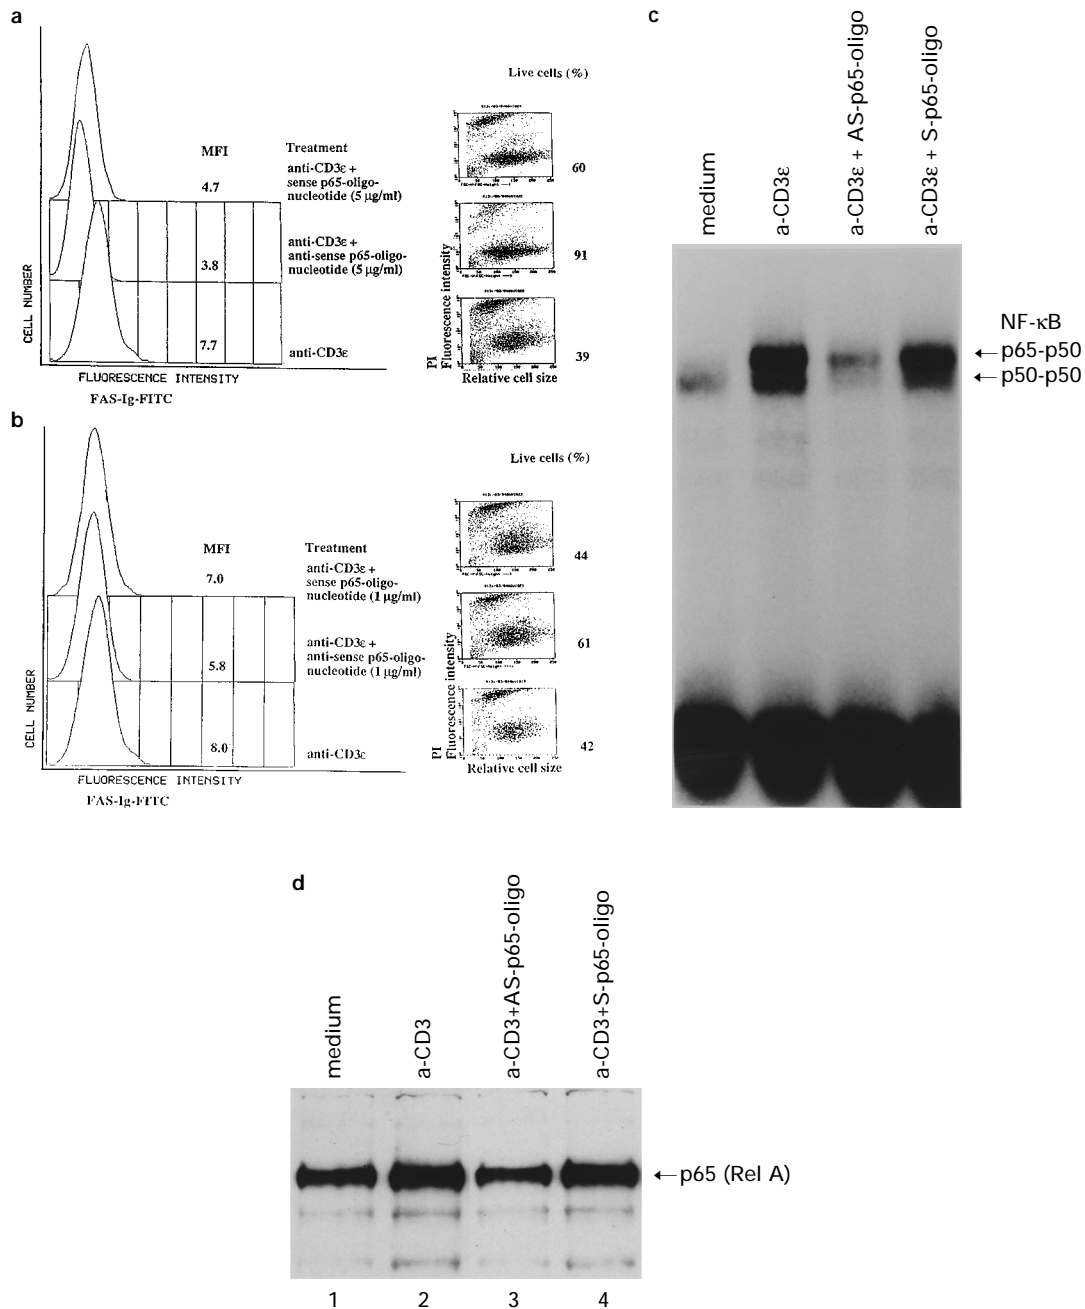 a
Live cells (%)
MFI
Treatment
4.7
anti-CD3ε +
sense p65-oligo-
nucleotide (5 µg/ml)
60
3.8
anti-CD3ε +
anti-sense p65-oligo-
nucleotide (5 µg/ml)
91
7.7
anti-CD3ε
39
CELL NUMBER
FLUORESCENCE INTENSITY
FAS-Ig-FITC
PI
Fluorescence intensity
Relative cell size
b
Live cells (%)
MFI
Treatment
7.0
anti-CD3ε +
sense p65-oligo-
nucleotide (1 µg/ml)
44
5.8
anti-CD3ε +
anti-sense p65-oligo-
nucleotide (1 µg/ml)
61
8.0
anti-CD3ε
42
CELL NUMBER
FLUORESCENCE INTENSITY
FAS-Ig-FITC
PI
Fluorescence intensity
Relative cell size
c
medium
a-CD3ε
a-CD3ε + AS-p65-oligo
a-CD3ε + S-p65-oligo
NF-κB
←p65-p50
←p50-p50
d
medium
a-CD3
a-CD3+AS-p65-oligo
a-CD3+S-p65-oligo
←p65 (Rel A)
1 2 3 4